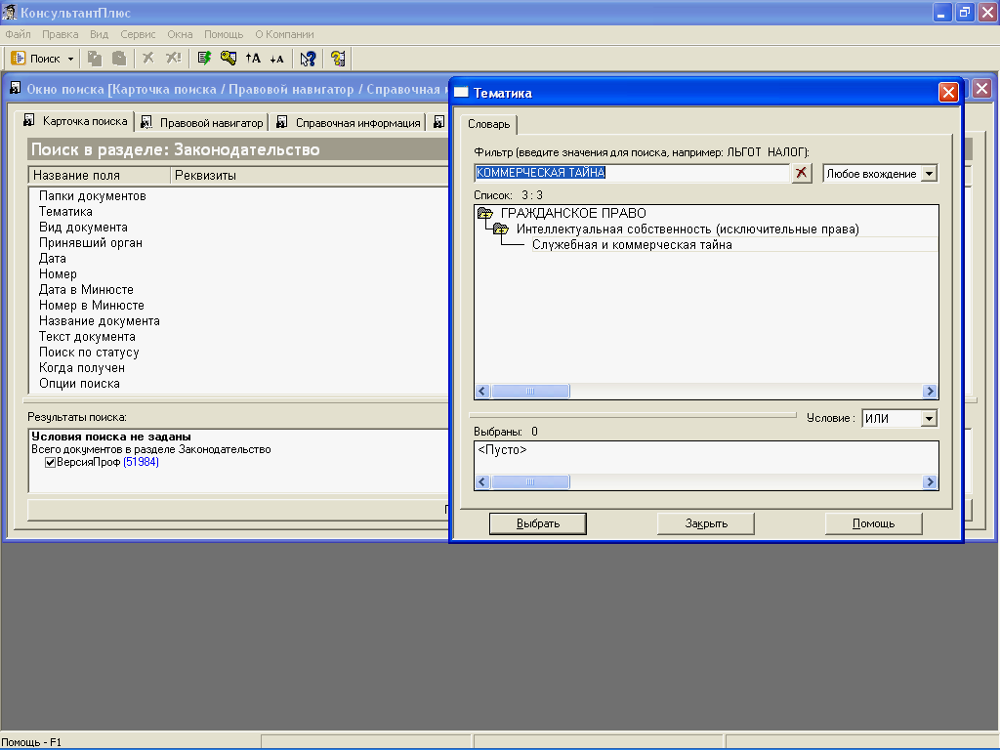 КонсультантПлюс
Файл Правка Вид Сервис Окна Помощь О Компании
Поиск
Окно поиска [Карточка поиска / Правовой навигатор / Справочная
Карточка поиска Правовой навигатор Справочная информация
Поиск в разделе: Законодательство
Название поля Реквизиты
Папки документов
Тематика
Вид документа
Принявший орган
Дата
Номер
Дата в Минюсте
Номер в Минюсте
Название документа
Текст документа
Поиск по статусу
Когда получен
Опции поиска
Результаты поиска:
Условия поиска не заданы
Всего документов в разделе Законодательство
ВерсияПроф (51984)
Тематика
Словарь
Фильтр (введите значения для поиска, например: ЛЬГОТ НАЛОГ):
КОММЕРЧЕСКАЯ ТАЙНА
Любое вхождение
Список: 3 : 3
ГРАЖДАНСКОЕ ПРАВО
Интеллектуальная собственность (исключительные права)
Служебная и коммерческая тайна
Условие : ИЛИ
Выбраны: 0
<Пусто>
Выбрать Закрыть Помощь
Помощь - F1